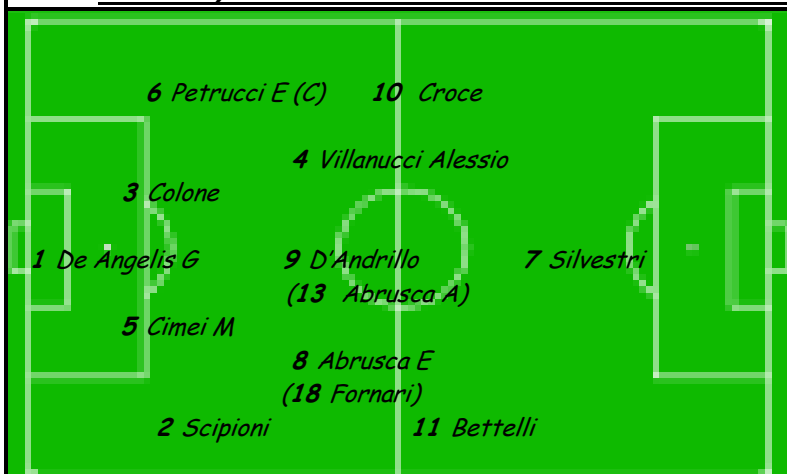 6 Petrucci E (C) 10 Croce
4 Villanucci Alessio
3 Colone
1 De Angelis G 9 D'Andrillo 7 Silvestri
(13 Abrusca A)
5 Cimei M
8 Abrusca E
(18 Fornari)
2 Scipioni 11 Bettelli